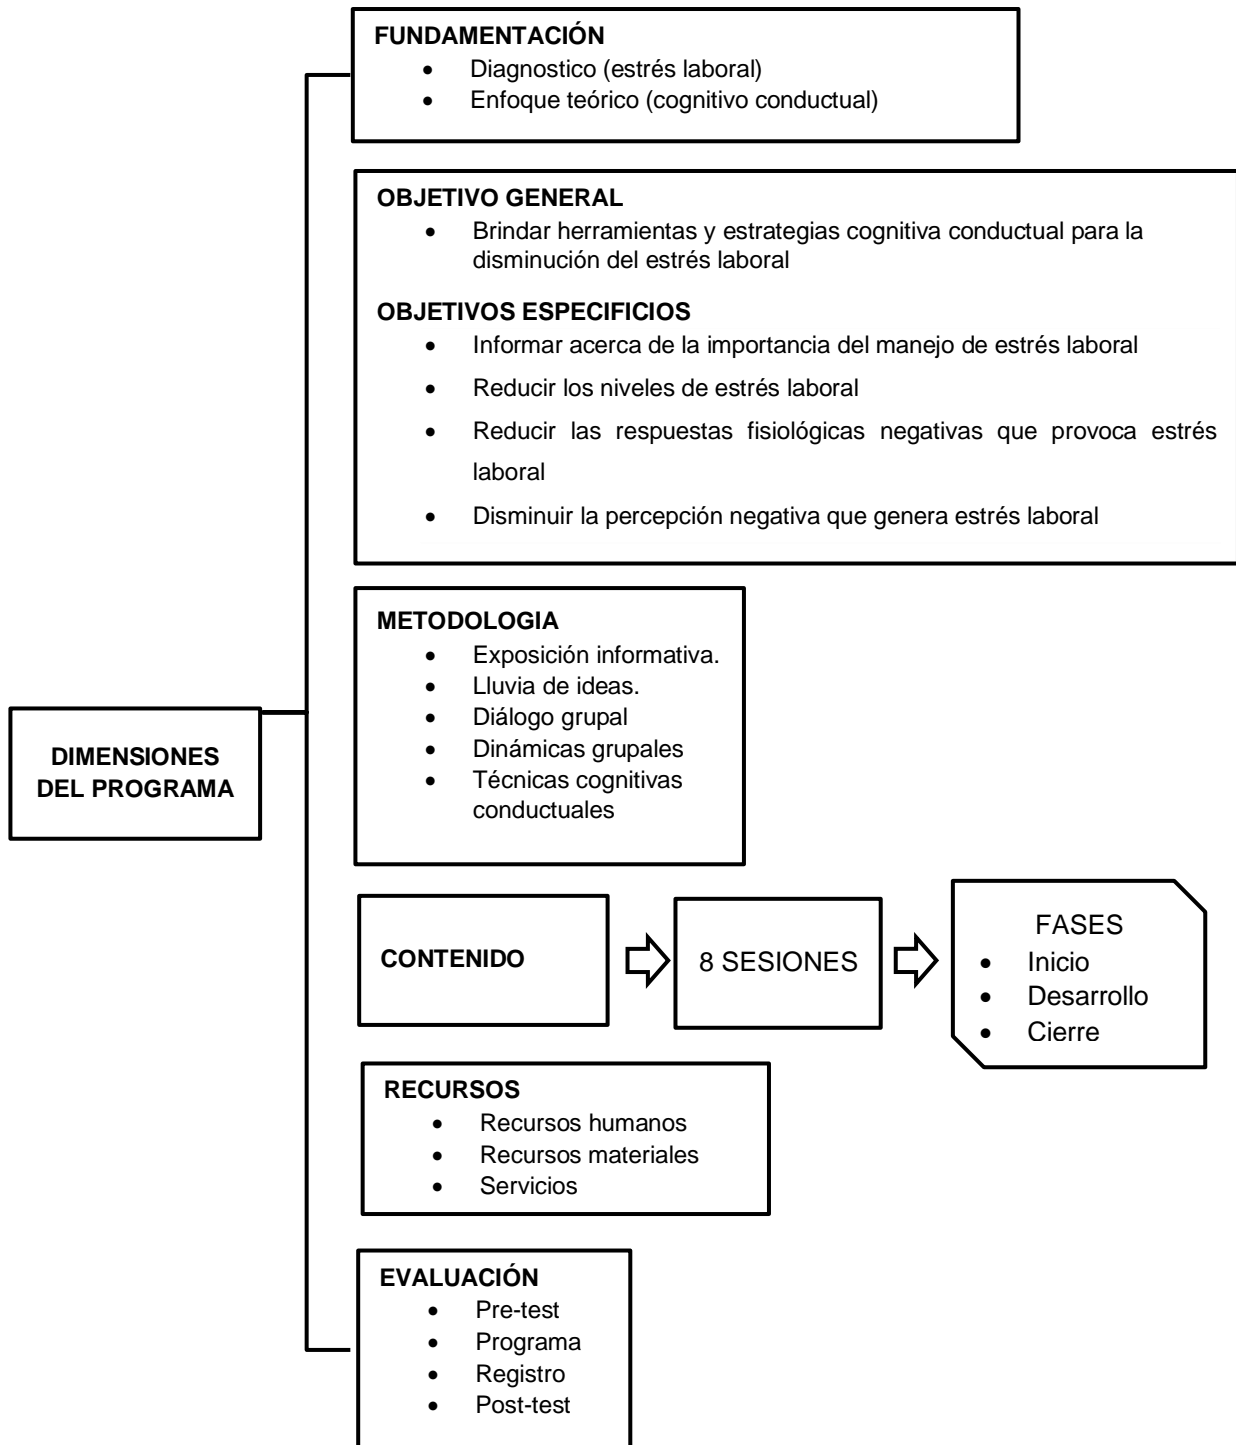 FUNDAMENTACIÓN
• Diagnostico (estrés laboral)
• Enfoque teórico (cognitivo conductual)
OBJETIVO GENERAL
• Brindar herramientas y estrategias cognitiva conductual para la
disminución del estrés laboral
OBJETIVOS ESPECIFICIOS
• Informar acerca de la importancia del manejo de estrés laboral
• Reducir los niveles de estrés laboral
• Reducir las respuestas fisiológicas negativas que provoca estrés
laboral
• Disminuir la percepción negativa que genera estrés laboral
METODOLOGIA
• Exposición informativa.
• Lluvia de ideas.
• Diálogo grupal
• Dinámicas grupales
• Técnicas cognitivas
conductuales
DIMENSIONES
DEL PROGRAMA
CONTENIDO
8 SESIONES
FASES
• Inicio
• Desarrollo
• Cierre
RECURSOS
• Recursos humanos
• Recursos materiales
• Servicios
EVALUACIÓN
• Pre-test
• Programa
• Registro
• Post-test